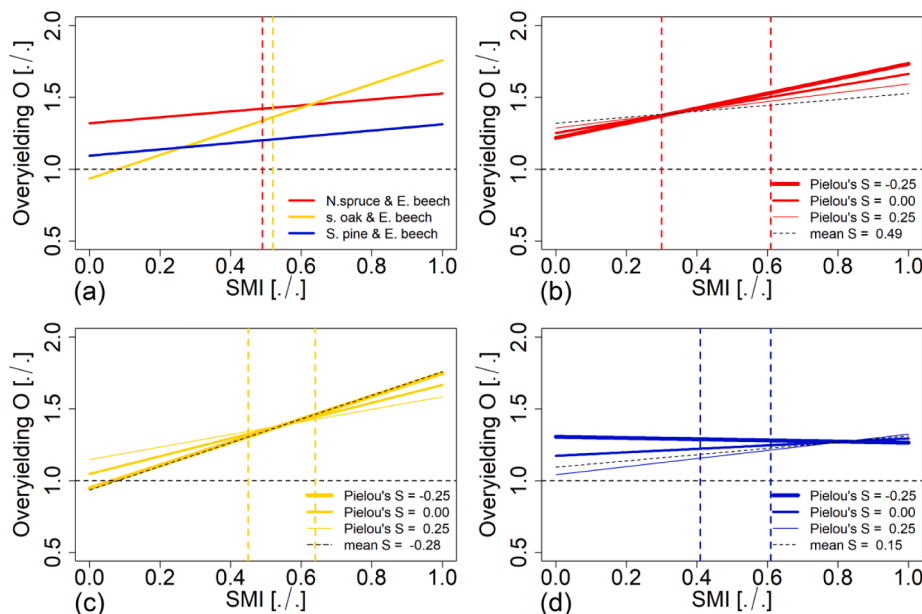 Overyielding O [./.]
2.0
1.5
1.0
0.5
N.spruce & E. beech
s. oak & E. beech
S. pine & E. beech
0.0 0.2 0.4 0.6 0.8 1.0
(a)
SMI [./.]
Overyielding O [./.]
2.0
1.5
1.0
0.5
Pielou's S = -0.25
Pielou's S = 0.00
Pielou's S = 0.25
mean S = 0.49
0.0 0.2 0.4 0.6 0.8 1.0
(b)
SMI [./.]
Overyielding O [./.]
2.0
1.5
1.0
0.5
Pielou's S = -0.25
Pielou's S = 0.00
Pielou's S = 0.25
mean S = -0.28
0.0 0.2 0.4 0.6 0.8 1.0
(c)
SMI [./.]
Overyielding O [./.]
2.0
1.5
1.0
0.5
Pielou's S = -0.25
Pielou's S = 0.00
Pielou's S = 0.25
mean S = 0.15
0.0 0.2 0.4 0.6 0.8 1.0
(d)
SMI [./.]